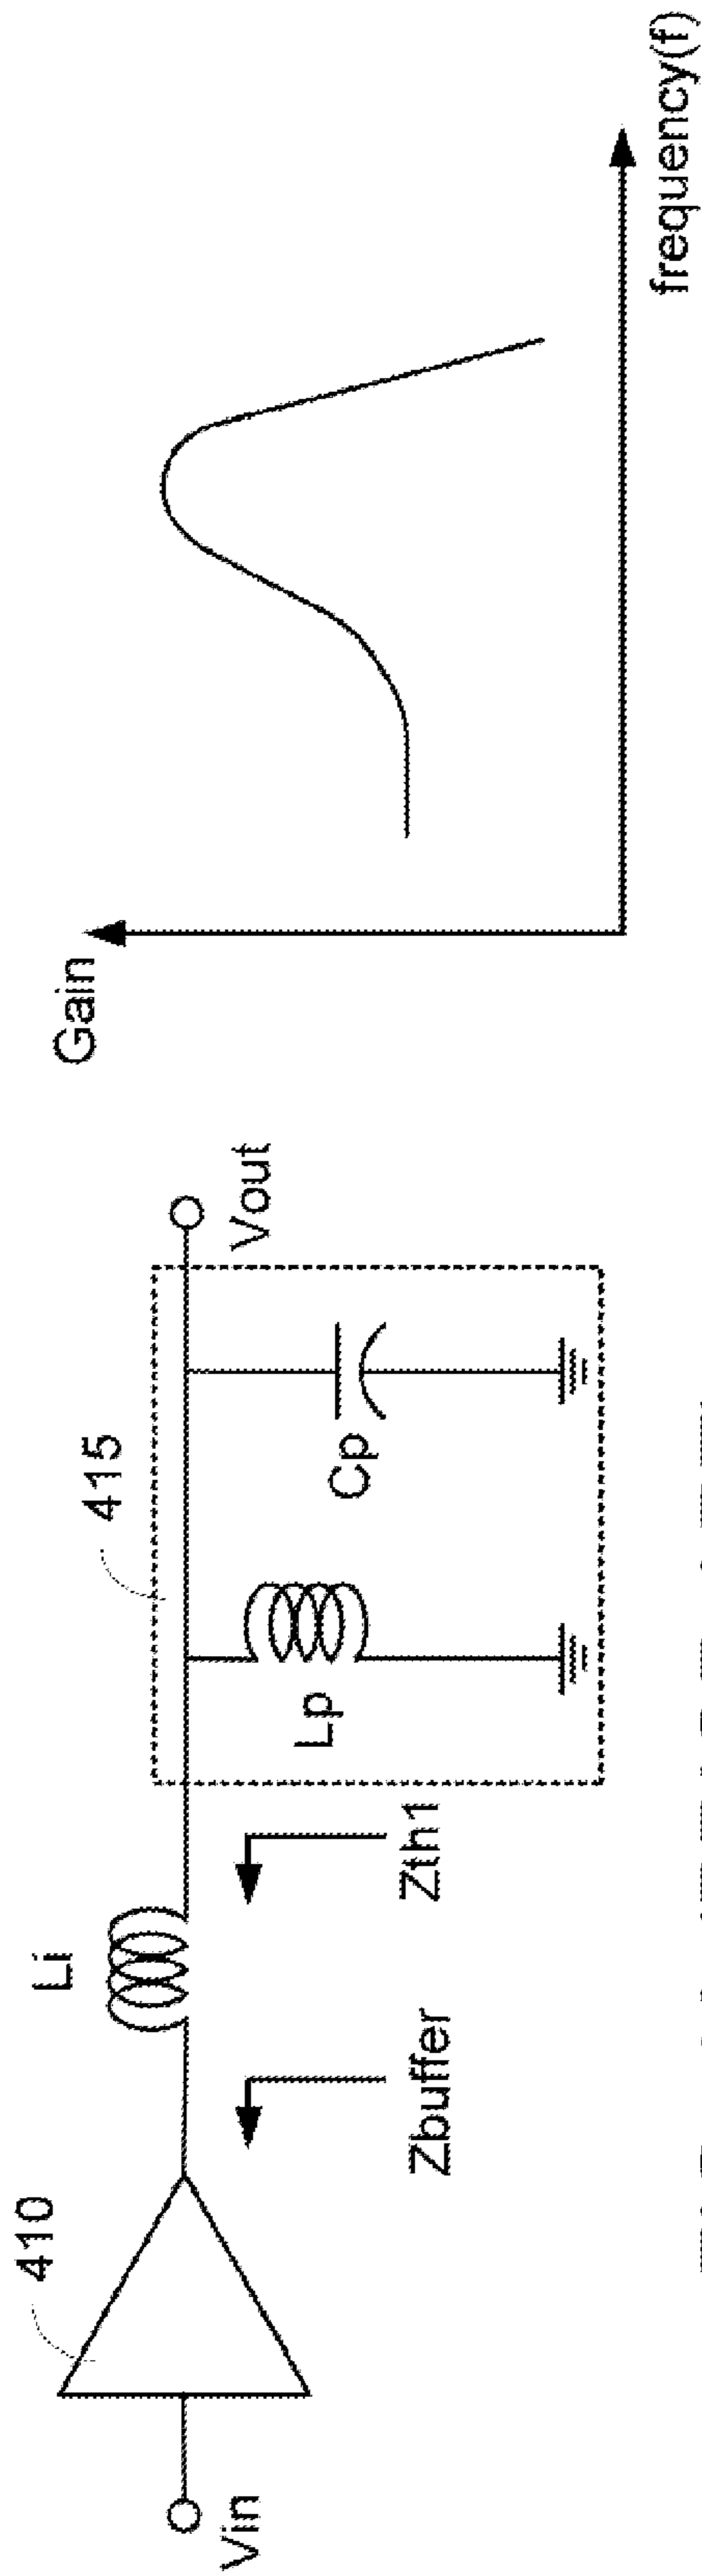 410
Vin
Li
Zbuffer
Zth1
415
Lp
Cp
Vout
Gain
frequency(f)